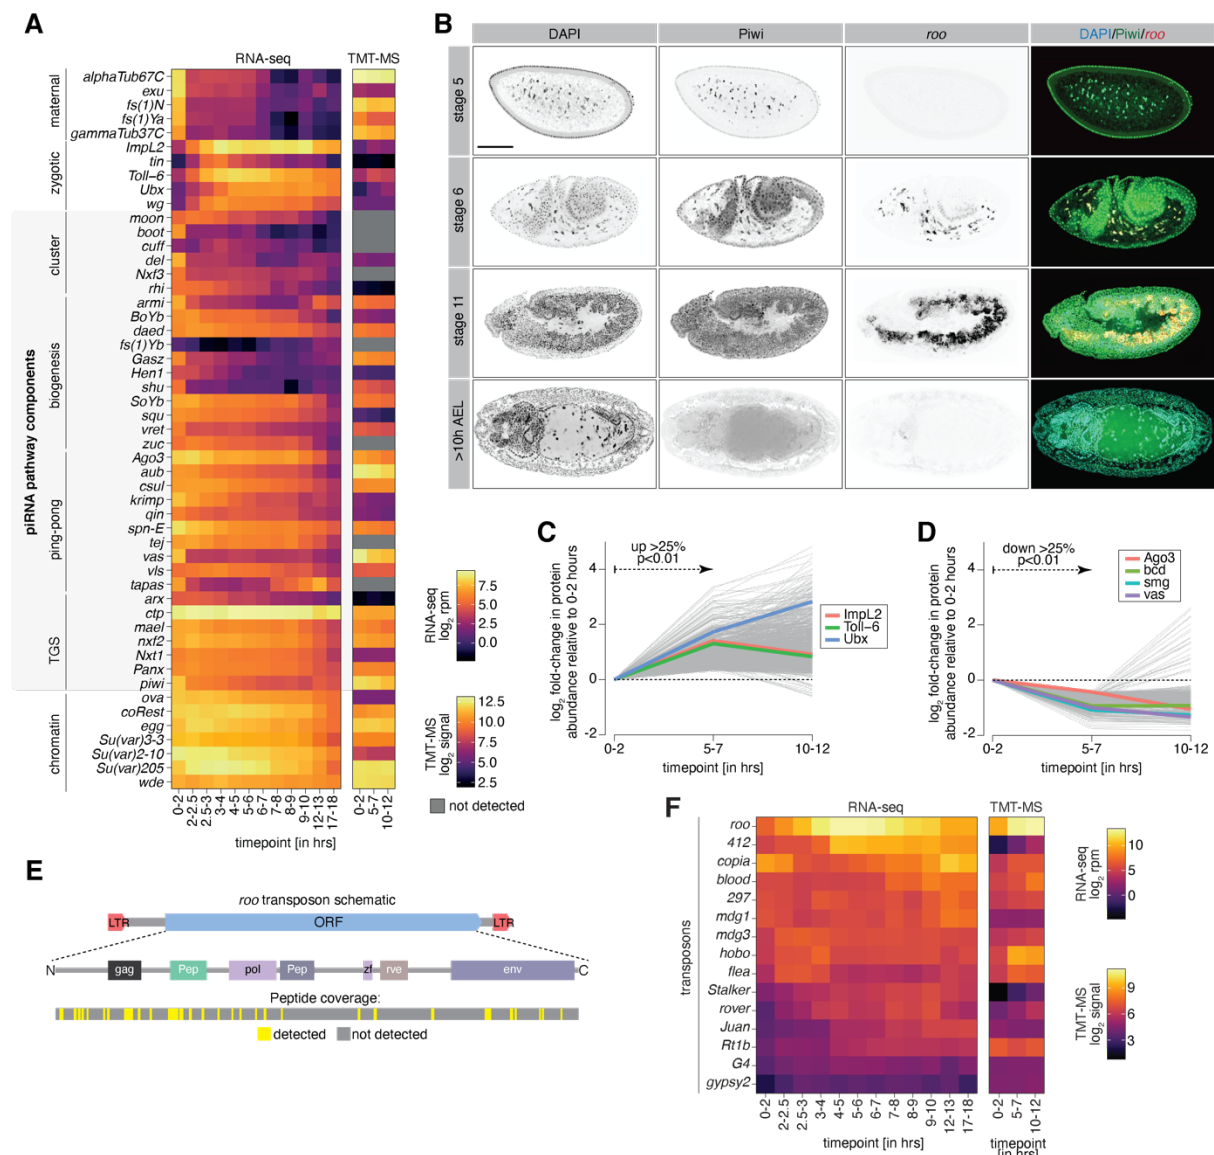 A
RNA-seq
TMT-MS
maternal
alphaTub67C
exu
fs(1)N
fs(1)Ya
gammaTub37C
zygotic
ImpL2
tin
Toll-6
Ubx
wg
piRNA pathway components
cluster
moon
boot
cuff
del
Nxf3
rhi
biogenesis
armi
BoYb
daed
fs(1)Yb
Gasz
Hen1
shu
SoYb
squ
vret
zuc
ping-pong
Ago3
aub
csul
krimp
qin
spn-E
tej
vas
vls
tapas
TGS
arx
ctp
mael
nxf2
Nxt1
Panx
piwi
chromatin
ova
coRest
egg
Su(var)3-3
Su(var)2-10
Su(var)205
wde
0-2
2-2.5
2.5-3
3-4
4-5
5-6
6-7
7-8
8-9
9-10
12-13
17-18
0-2
5-7
10-12
timepoint [in hrs]
RNA-seq
log2 rpm
7.5
5.0
2.5
0.0
TMT-MS
log2 signal
12.5
10.0
7.5
5.0
2.5
not detected
B
DAPI
Piwi
roo
DAPI/Piwi/roo
stage 5
stage 6
stage 11
>10h AEL
C
log2 fold-change in protein
abundance relative to 0-2 hours
4
2
0
-2
up >25%
p<0.01
ImpL2
Toll-6
Ubx
0-2
5-7
10-12
timepoint [in hrs]
D
log2 fold-change in protein
abundance relative to 0-2 hours
4
2
0
-2
down >25%
p<0.01
Ago3
bcd
smg
vas
0-2
5-7
10-12
timepoint [in hrs]
E
roo transposon schematic
LTR
ORF
LTR
N
gag
Pep
pol
Pep
zf
rve
env
C
Peptide coverage:
detected
not detected
F
RNA-seq
TMT-MS
transposons
roo
412
copia
blood
297
mdg1
mdg3
hobo
flea
Stalker
rover
Juan
Rt1b
G4
gypsy2
0-2
2-2.5
2.5-3
3-4
4-5
5-6
6-7
7-8
8-9
9-10
12-13
17-18
timepoint [in hrs]
0-2
5-7
10-12
timepoint
[in hrs]
RNA-seq
log2 rpm
10
5
0
TMT-MS
log2 signal
9
6
3